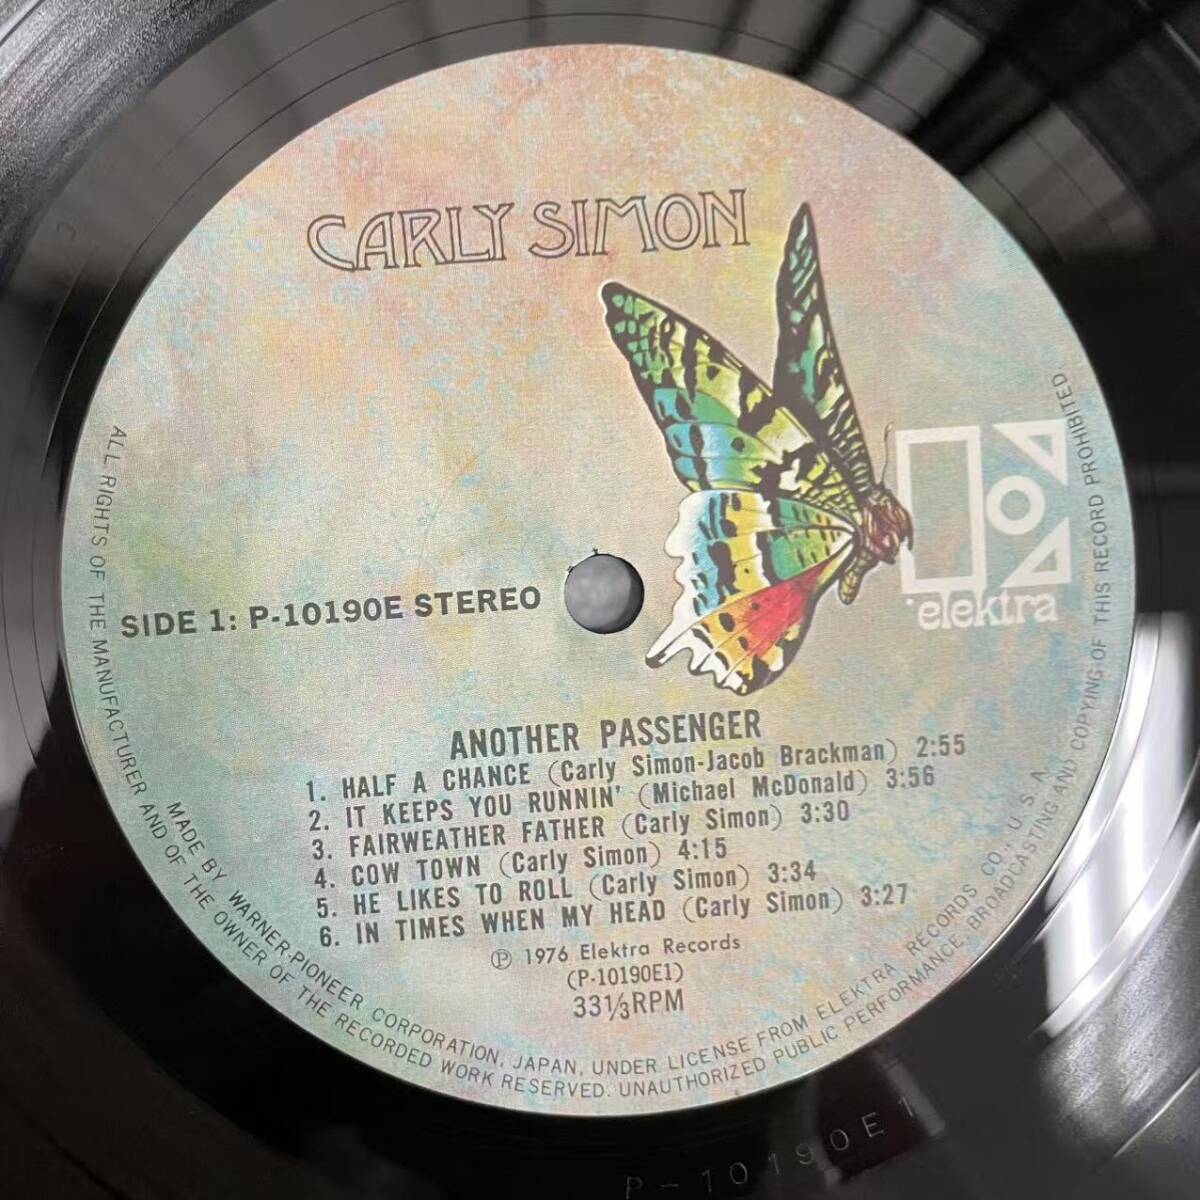 CARLY SIMON
elektra
SIDE 1: P-10190E STEREO
ANOTHER PASSENGER
1. HALF A CHANCE (Carly Simon-Jacob Brackman) 2:55
2. IT KEEPS YOU RUNNIN' (Michael McDonald) 3:56
3. FAIRWEATHER FATHER (Carly Simon) 3:30
4. COW TOWN (Carly Simon) 4:15
5. HE LIKES TO ROLL (Carly Simon) 3:34
6. IN TIMES WHEN MY HEAD (Carly Simon) 3:27
Ⓟ 1976 Elektra Records
(P-10190E1)
33⅓RPM
MADE BY WARNER-PIONEER CORPORATION, JAPAN, UNDER LICENSE FROM ELEKTRA RECORDS CO., U.S.A.
ALL RIGHTS OF THE MANUFACTURER AND OF THE OWNER OF THE RECORDED WORK RESERVED. UNAUTHORIZED PUBLIC PERFORMANCE, BROADCASTING AND COPYING OF THIS RECORD PROHIBITED
P-10190E1